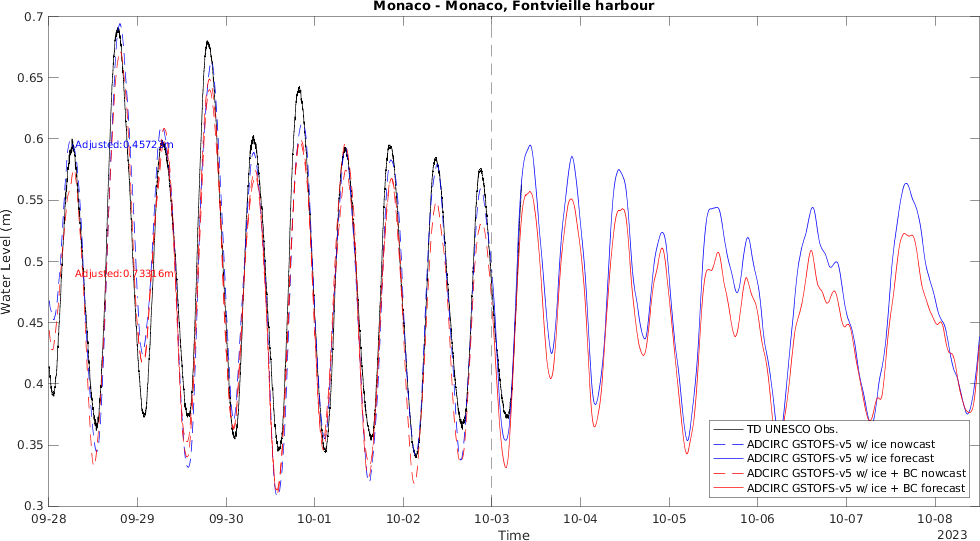 Monaco - Monaco, Fontvieille harbour
0.7
0.65
0.6
0.55
0.5
0.45
0.4
0.35
0.3
Water Level (m)
Adjusted:0.4572 m
Adjusted:0.73316m
TD UNESCO Obs.
ADCIRC GSTOFS-v5 w/ ice nowcast
ADCIRC GSTOFS-v5 w/ ice forecast
ADCIRC GSTOFS-v5 w/ ice + BC nowcast
ADCIRC GSTOFS-v5 w/ ice + BC forecast
09-28 09-29 09-30 10-01 10-02 10-03 10-04 10-05 10-06 10-07 10-08
Time
2023